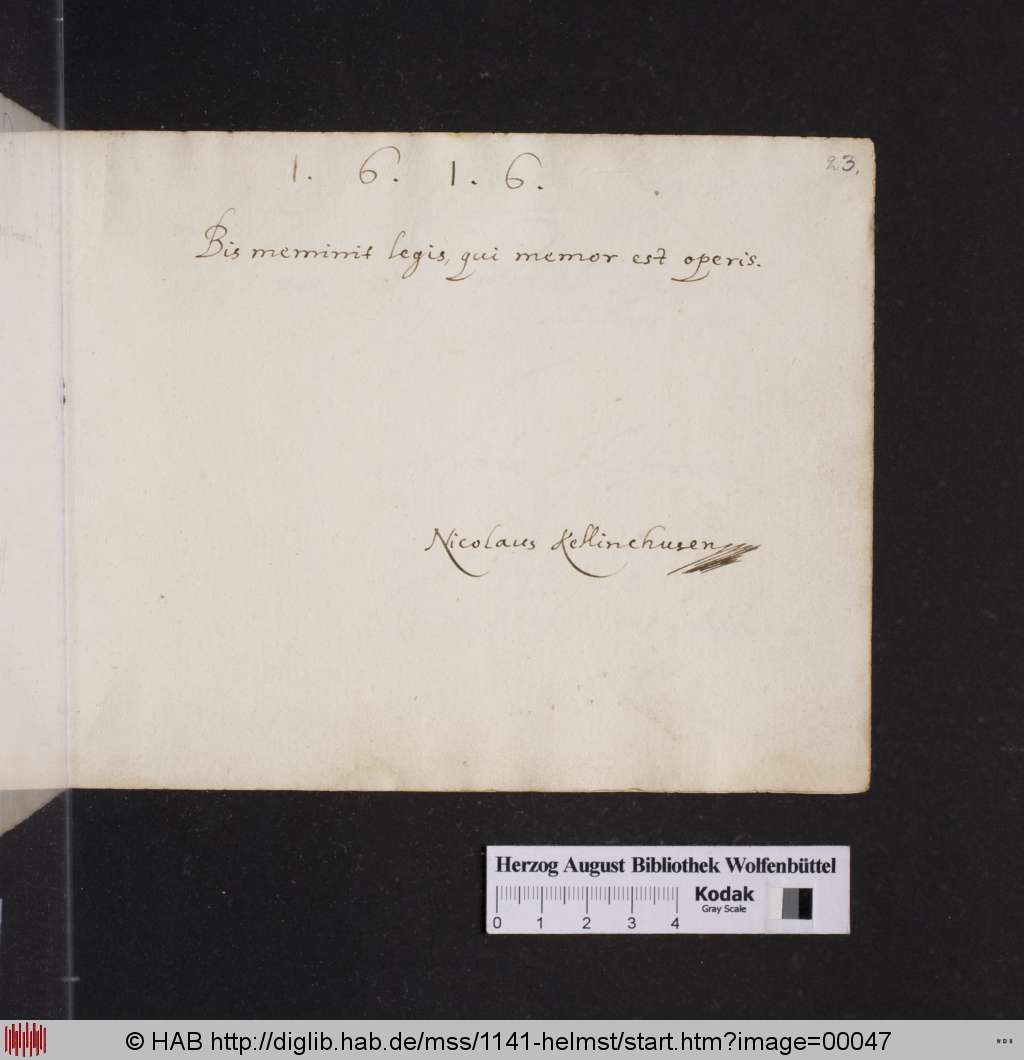 1. 6. 1. 6.
23.
Bis meminit legis, qui memor est operis.
Nicolaus Kellinchusen
Herzog August Bibliothek Wolfenbüttel
0 1 2 3 4
Kodak
Gray Scale
© HAB http://diglib.hab.de/mss/1141-helmst/start.htm?image=00047